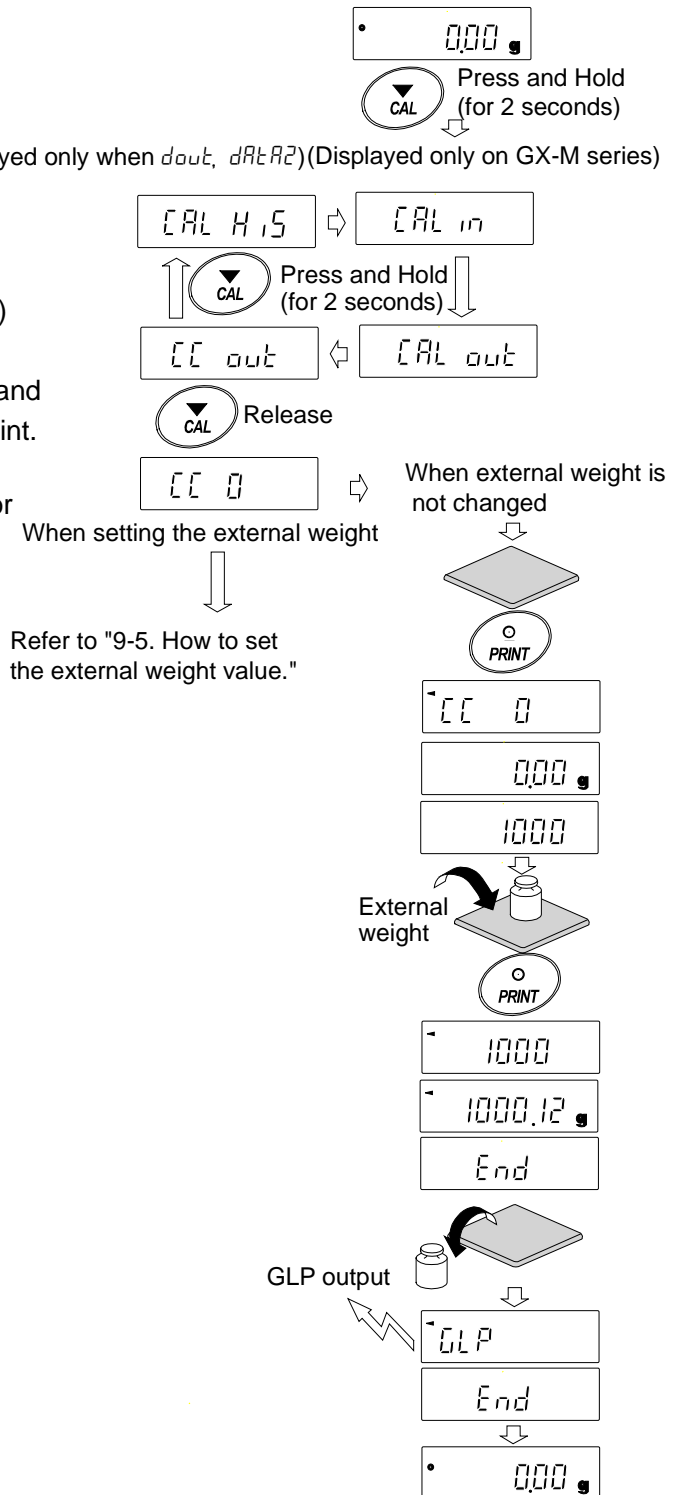 0.00 g
CAL
Press and Hold
(for 2 seconds)
yed only when dout, dAtA2)(Displayed only on GX-M series)
CAL HiS
CAL in
CAL
Press and Hold
(for 2 seconds)
)
CC out
CAL out
and
CAL
Release
int.
CC 0
When external weight is
not changed
or
When setting the external weight
Refer to "9-5. How to set
the external weight value."
PRINT
CC 0
0.00 g
1000
External
weight
PRINT
1000
1000.12 g
End
GLP output
GLP
End
0.00 g